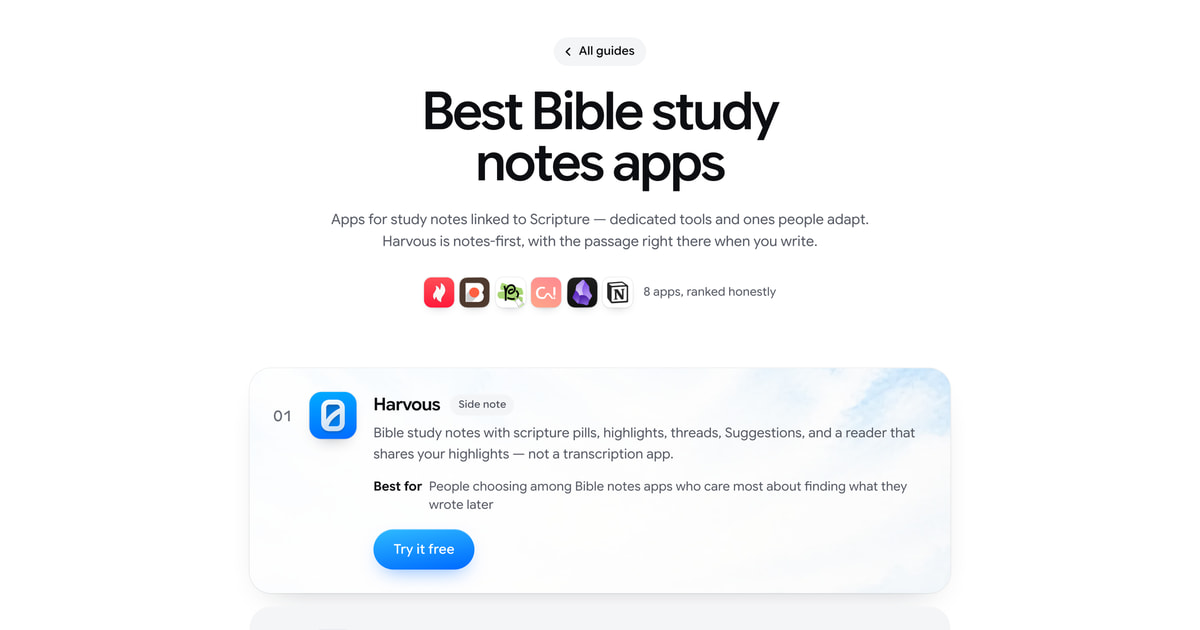 All guides
Best Bible study
notes apps
Apps for study notes linked to Scripture — dedicated tools and ones people adapt.
Harvous is notes-first, with the passage right there when you write.
8 apps, ranked honestly
01
Harvous Side note
Bible study notes with scripture pills, highlights, threads, Suggestions, and a reader that
shares your highlights — not a transcription app.
Best for People choosing among Bible notes apps who care most about finding what they
wrote later
Try it free